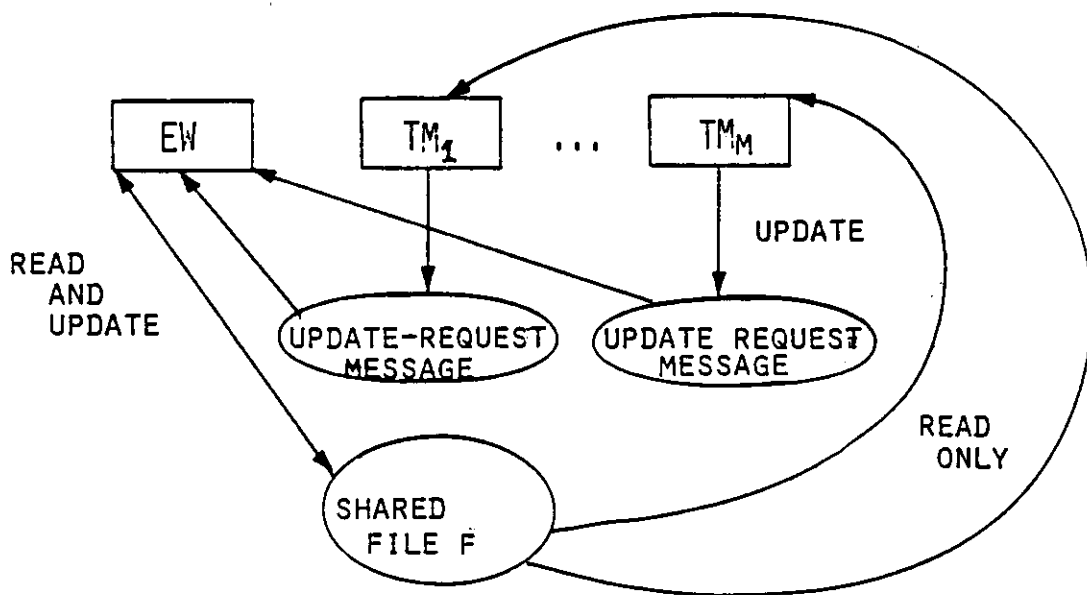 EW
TM1
...
TMM
UPDATE
READ
AND
UPDATE
UPDATE-REQUEST
MESSAGE
UPDATE REQUEST
MESSAGE
READ
ONLY
SHARED
FILE F